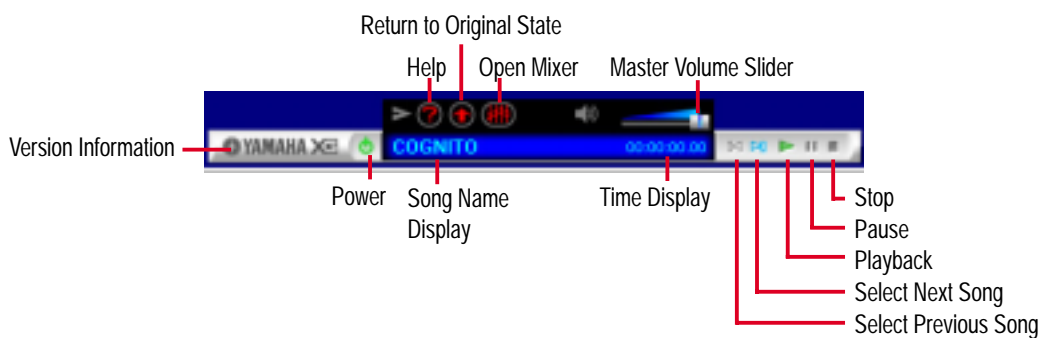 Return to Original State
Help
Open Mixer
Master Volume Slider
Version Information
YAMAHA XG
COGNITO
00:00:00.00
Power
Song Name
Display
Time Display
Stop
Pause
Playback
Select Next Song
Select Previous Song